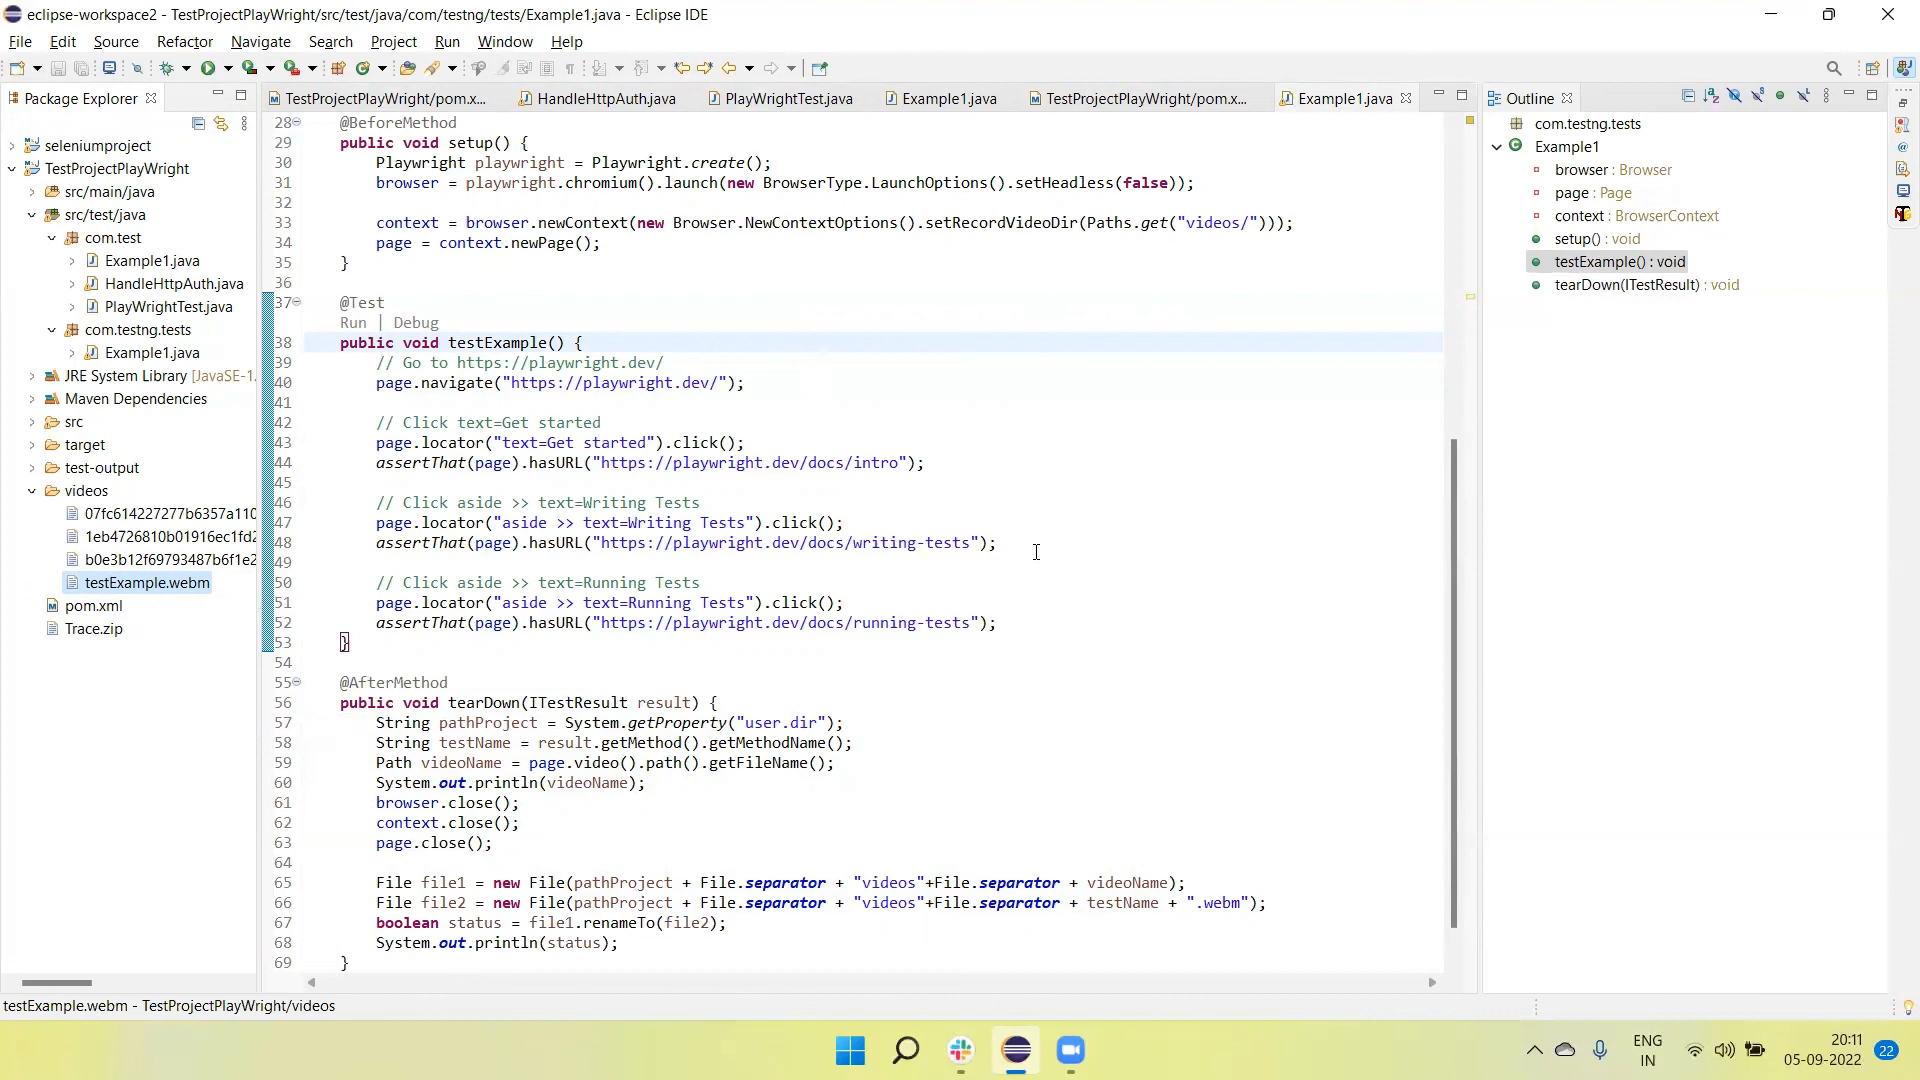 eclipse-workspace2 - TestProjectPlayWright/src/test/java/com/testng/tests/Example1.java - Eclipse IDE
File Edit Source Refactor Navigate Search Project Run Window Help
Package Explorer
TestProjectPlayWright/pom.x...
HandleHttpAuth.java
PlayWrightTest.java
Example1.java
TestProjectPlayWright/pom.x...
Example1.java
seleniumproject
TestProjectPlayWright
src/main/java
src/test/java
com.test
Example1.java
HandleHttpAuth.java
PlayWrightTest.java
com.testng.tests
Example1.java
JRE System Library [JavaSE-1.
Maven Dependencies
src
target
test-output
videos
07fc614227277b6357a110
1eb4726810b01916ec1fd2
b0e3b12f69793487b6f1e2
testExample.webm
pom.xml
Trace.zip
28 @BeforeMethod
29 public void setup() {
30 Playwright playwright = Playwright.create();
31 browser = playwright.chromium().launch(new BrowserType.LaunchOptions().setHeadless(false));
32
33 context = browser.newContext(new Browser.NewContextOptions().setRecordVideoDir(Paths.get("videos/")));
34 page = context.newPage();
35 }
36
37 @Test
Run | Debug
38 public void testExample() {
39 // Go to https://playwright.dev/
40 page.navigate("https://playwright.dev/");
41
42 // Click text=Get started
43 page.locator("text=Get started").click();
44 assertThat(page).hasURL("https://playwright.dev/docs/intro");
45
46 // Click aside >> text=Writing Tests
47 page.locator("aside >> text=Writing Tests").click();
48 assertThat(page).hasURL("https://playwright.dev/docs/writing-tests");
49
50 // Click aside >> text=Running Tests
51 page.locator("aside >> text=Running Tests").click();
52 assertThat(page).hasURL("https://playwright.dev/docs/running-tests");
53 }
54
55 @AfterMethod
56 public void tearDown(ITestResult result) {
57 String pathProject = System.getProperty("user.dir");
58 String testName = result.getMethod().getMethodName();
59 Path videoName = page.video().path().getFileName();
60 System.out.println(videoName);
61 browser.close();
62 context.close();
63 page.close();
64
65 File file1 = new File(pathProject + File.separator + "videos"+File.separator + videoName);
66 File file2 = new File(pathProject + File.separator + "videos"+File.separator + testName + ".webm");
67 boolean status = file1.renameTo(file2);
68 System.out.println(status);
69 }
Outline
com.testng.tests
Example1
browser : Browser
page : Page
context : BrowserContext
setup() : void
testExample() : void
tearDown(ITestResult) : void
testExample.webm - TestProjectPlayWright/videos
ENG
IN
20:11
05-09-2022
22